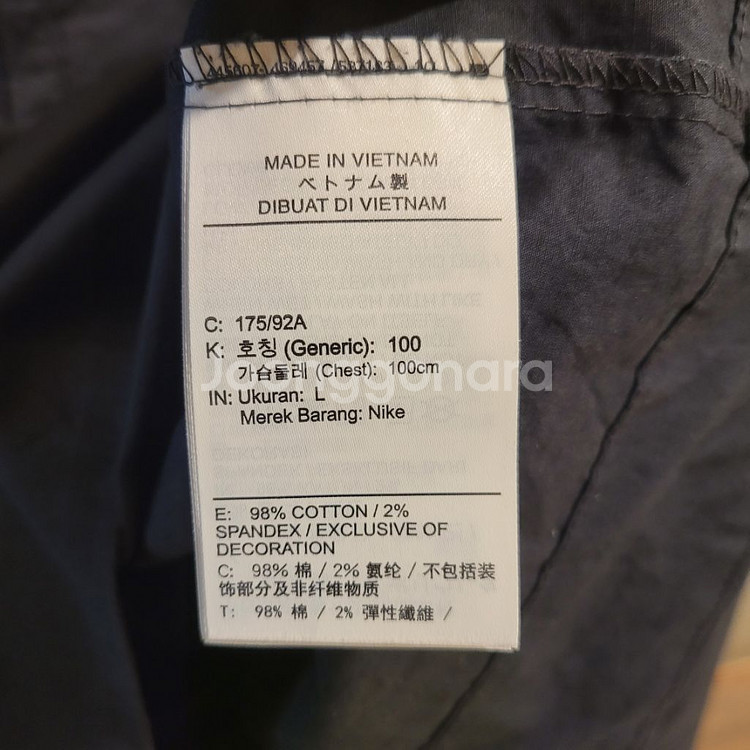 MADE IN VIETNAM
ベトナム製
DIBUAT DI VIETNAM
C: 175/92A
K: 호칭 (Generic): 100
가슴둘레 (Chest): 100cm
Joonggonara
IN: Ukuran: L
Merek Barang: Nike
E: 98% COTTON / 2%
SPANDEX / EXCLUSIVE OF
DECORATION
C: 98% 棉 / 2% 氨纶 / 不包括装
饰部分及非纤维物质
T: 98% 棉 / 2% 彈性纖維 /